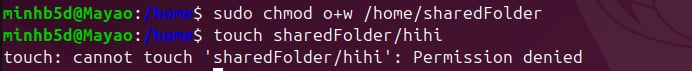 minhb5d@Mayao:/home$ sudo chmod o+w /home/sharedFolder
minhb5d@Mayao:/home$ touch sharedFolder/hihi
touch: cannot touch 'sharedFolder/hihi': Permission denied